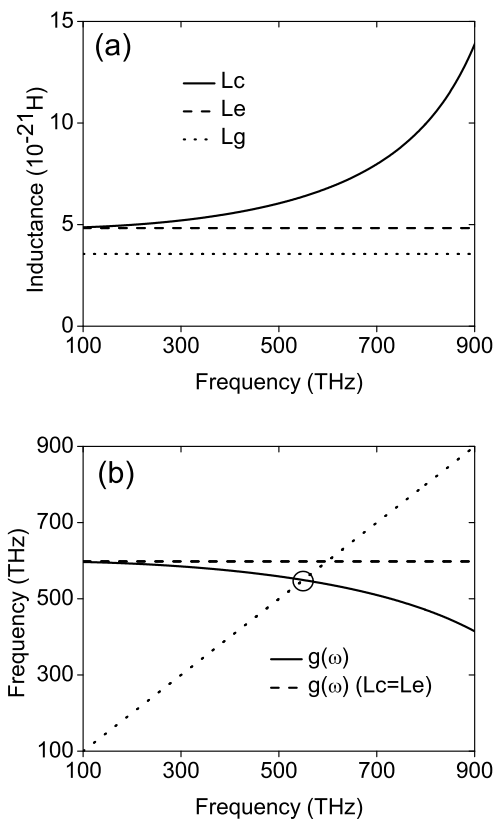 15
(a)
Lc
Le
Lg
10
5
0
Inductance (10⁻²¹H)
100 300 500 700 900
Frequency (THz)
900
(b)
700
500
300
100
Frequency (THz)
g(ω)
g(ω) (Lc=Le)
100 300 500 700 900
Frequency (THz)